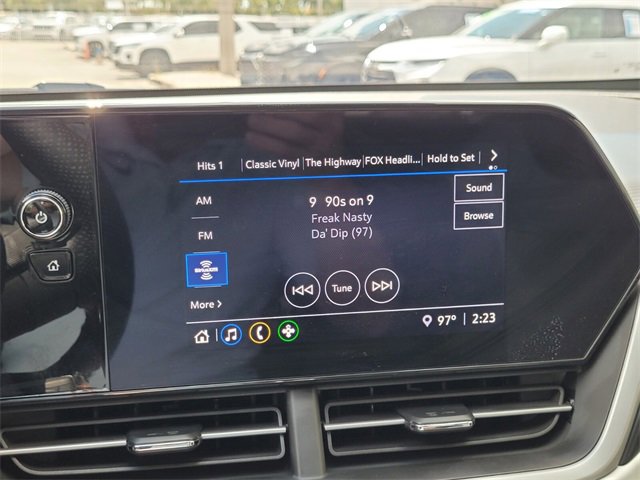 Hits 1
Classic Vinyl
The Highway
FOX Headli...
Hold to Set
AM
9 90s on 9
Sound
Freak Nasty
Browse
FM
Da' Dip (97)
SiriusXM
Tune
More
97° 2:23